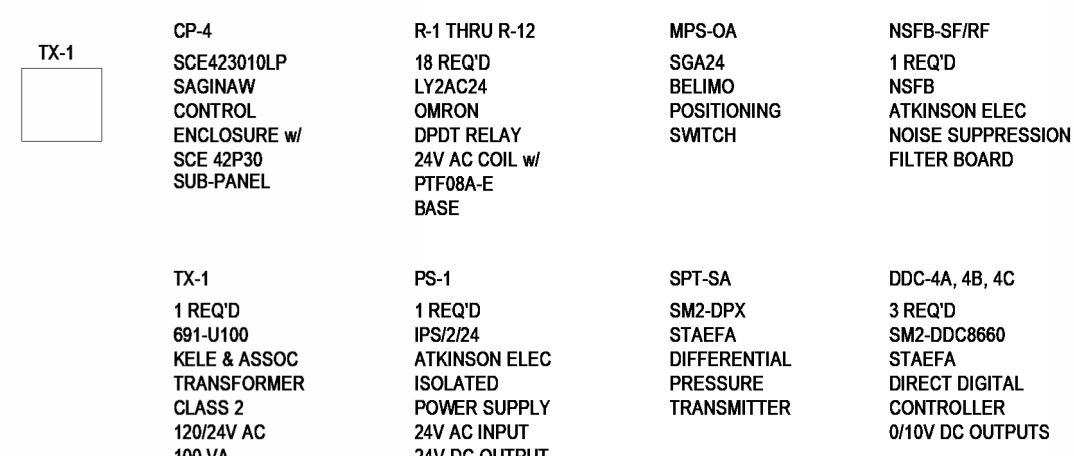 TX-1
CP-4
SCE423010LP
SAGINAW
CONTROL
ENCLOSURE w/
SCE 42P30
SUB-PANEL
R-1 THRU R-12
18 REQ'D
LY2AC24
OMRON
DPDT RELAY
24V AC COIL w/
PTF08A-E
BASE
MPS-OA
SGA24
BELIMO
POSITIONING
SWITCH
NSFB-SF/RF
1 REQ'D
NSFB
ATKINSON ELEC
NOISE SUPPRESSION
FILTER BOARD
TX-1
1 REQ'D
691-U100
KELE & ASSOC
TRANSFORMER
CLASS 2
120/24V AC
100 VA
PS-1
1 REQ'D
IPS/2/24
ATKINSON ELEC
ISOLATED
POWER SUPPLY
24V AC INPUT
24V DC OUTPUT
SPT-SA
SM2-DPX
STAEFA
DIFFERENTIAL
PRESSURE
TRANSMITTER
DDC-4A, 4B, 4C
3 REQ'D
SM2-DDC8660
STAEFA
DIRECT DIGITAL
CONTROLLER
0/10V DC OUTPUTS